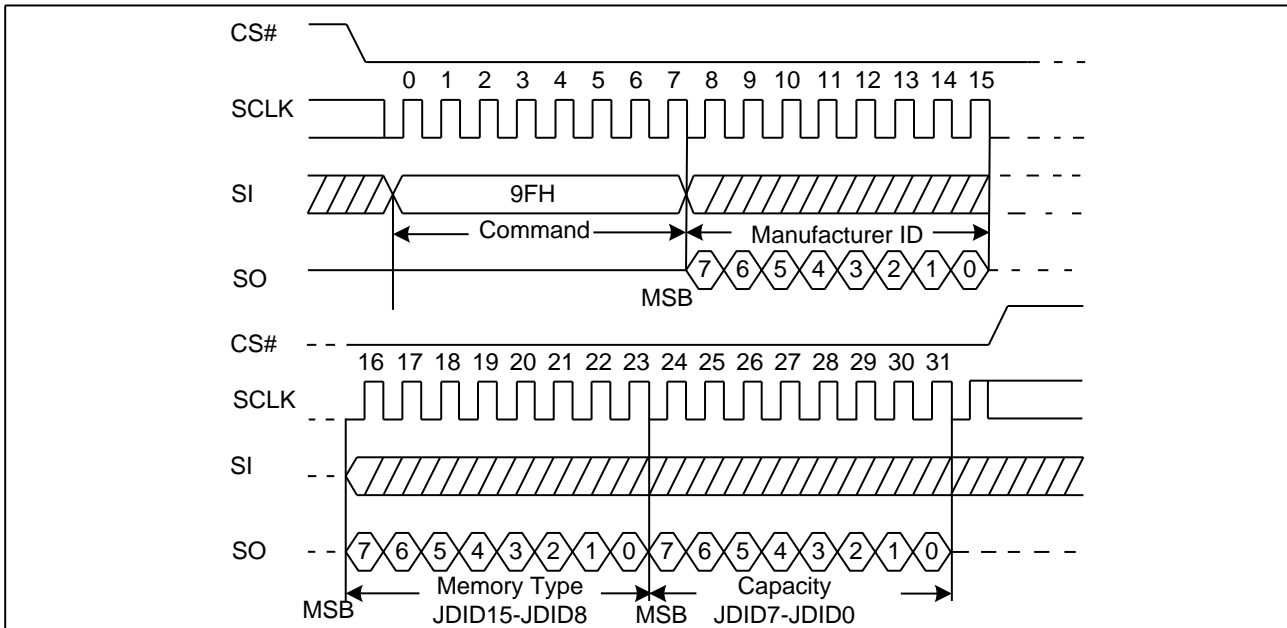 CS#
0 1 2 3 4 5 6 7 8 9 10 11 12 13 14 15
SCLK
SI
9FH
Command
Manufacturer ID
SO
7 6 5 4 3 2 1 0
MSB
CS#
16 17 18 19 20 21 22 23 24 25 26 27 28 29 30 31
SCLK
SI
SO
7 6 5 4 3 2 1 0 7 6 5 4 3 2 1 0
Memory Type Capacity
MSB JDID15-JDID8 MSB JDID7-JDID0